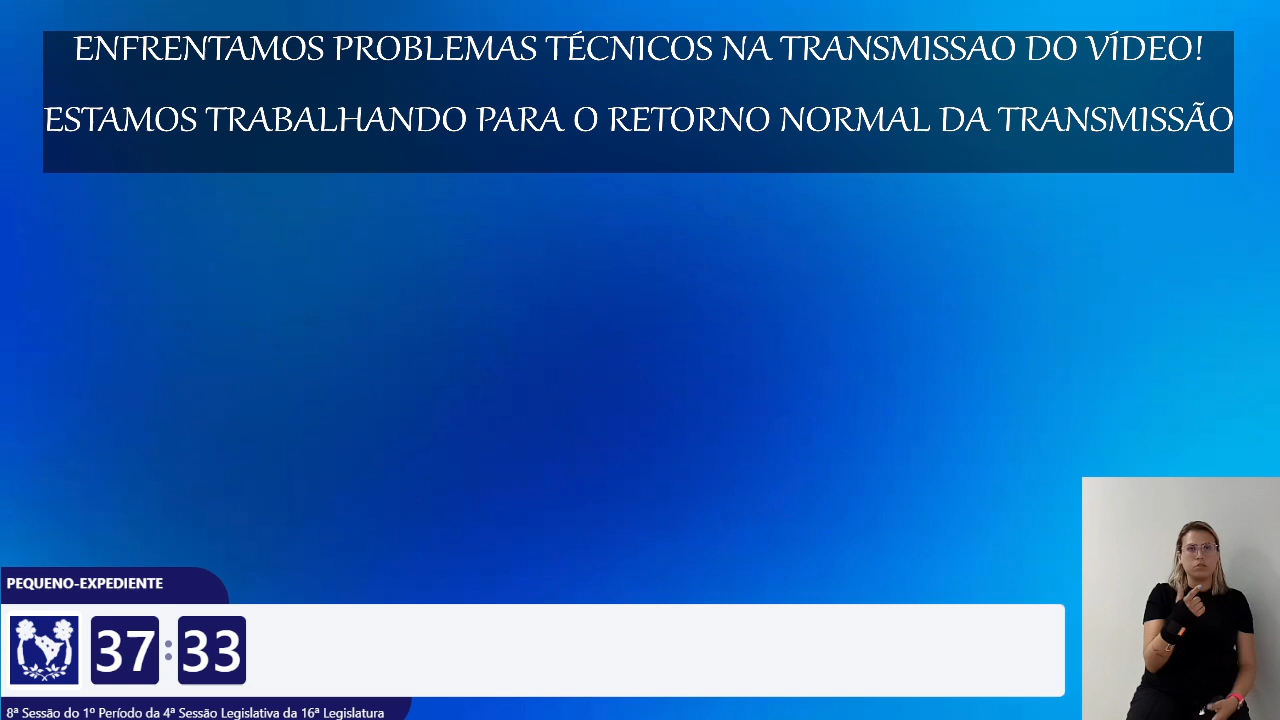 ENFRENTAMOS PROBLEMAS TÉCNICOS NA TRANSMISSAO DO VÍDEO!
ESTAMOS TRABALHANDO PARA O RETORNO NORMAL DA TRANSMISSÃO
PEQUENO-EXPEDIENTE
37:33
8ª Sessão do 1º Período da 4ª Sessão Legislativa da 16ª Legislatura